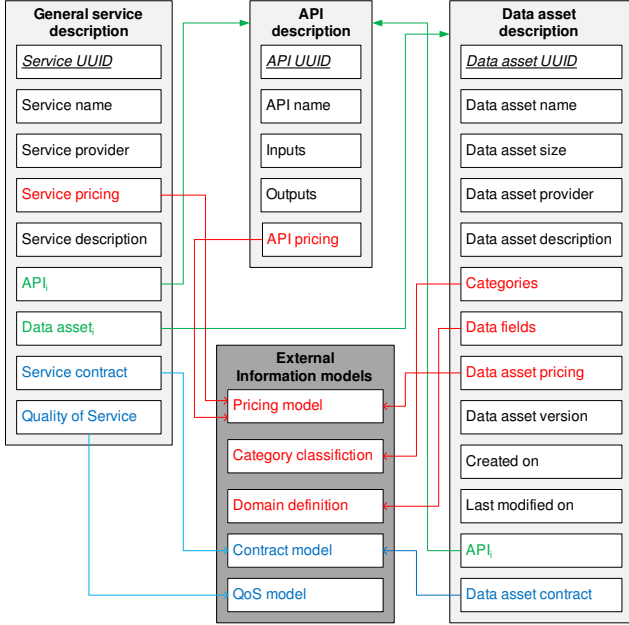 General service
description
Service UUID
Service name
Service provider
Service pricing
Service description
APIi
Data asseti
Service contract
Quality of Service
API
description
API UUID
API name
Inputs
Outputs
API pricing
External
Information models
Pricing model
Category classifiction
Domain definition
Contract model
QoS model
Data asset
description
Data asset UUID
Data asset name
Data asset size
Data asset provider
Data asset description
Categories
Data fields
Data asset pricing
Data asset version
Created on
Last modified on
APIi
Data asset contract